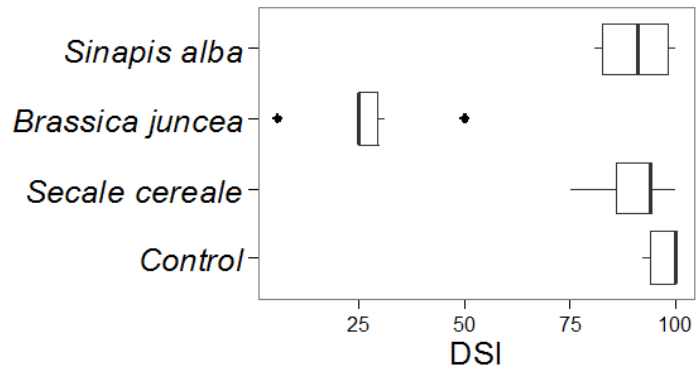 Sinapis alba
Brassica juncea
Secale cereale
Control
25 50 75 100
DSI